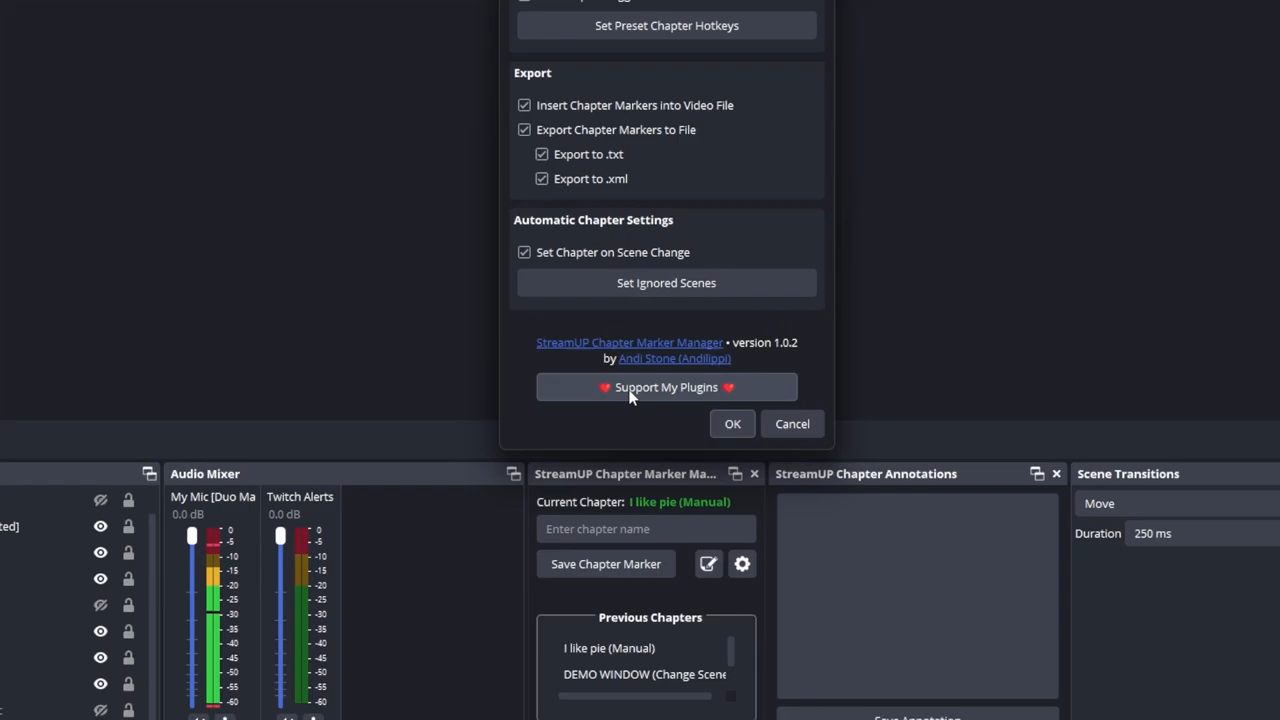 Set Preset Chapter Hotkeys
Export
Insert Chapter Markers into Video File
Export Chapter Markers to File
Export to .txt
Export to .xml
Automatic Chapter Settings
Set Chapter on Scene Change
Set Ignored Scenes
StreamUP Chapter Marker Manager • version 1.0.2
by Andi Stone (Andilippi)
❤ Support My Plugins ❤
OK
Cancel
ted]
Audio Mixer
My Mic [Duo Ma
Twitch Alerts
0.0 dB
0.0 dB
0
-5
-10
-15
-20
-25
-30
-35
-40
-45
-50
-55
-60
0
-5
-10
-15
-20
-25
-30
-35
-40
-45
-50
-55
-60
StreamUP Chapter Marker Ma...
Current Chapter: I like pie (Manual)
Enter chapter name
Save Chapter Marker
Previous Chapters
I like pie (Manual)
DEMO WINDOW (Change Scene
StreamUP Chapter Annotations
Save Annotation
Scene Transitions
Move
Duration
250 ms